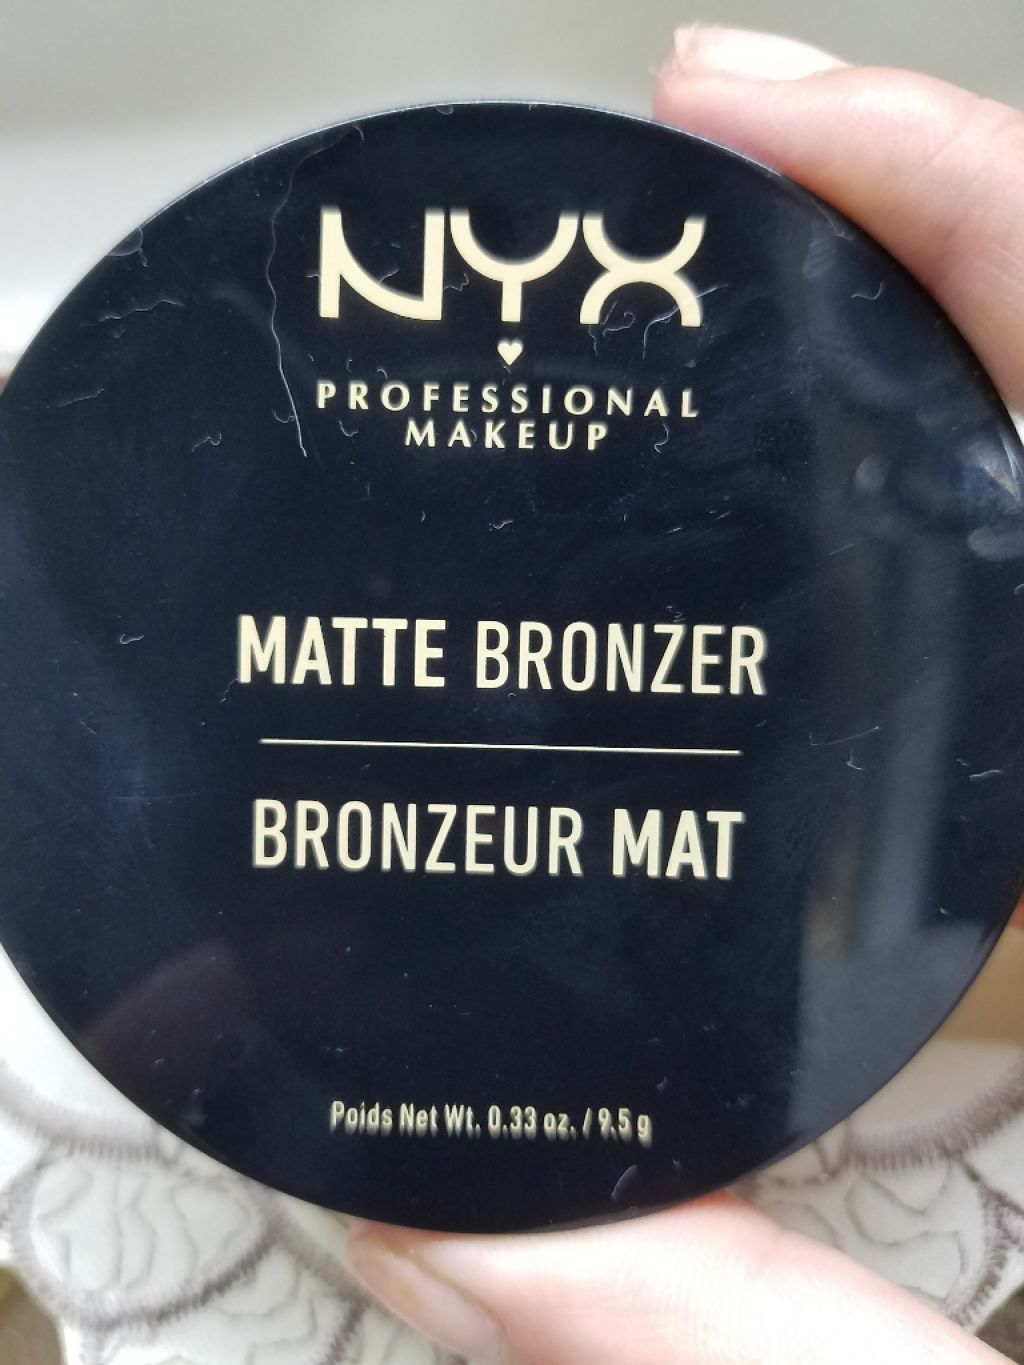 NYX
PROFESSIONAL
MAKEUP
MATTE BRONZER
BRONZEUR MAT
Poids Net Wt. 0.33 oz. / 9.5 g